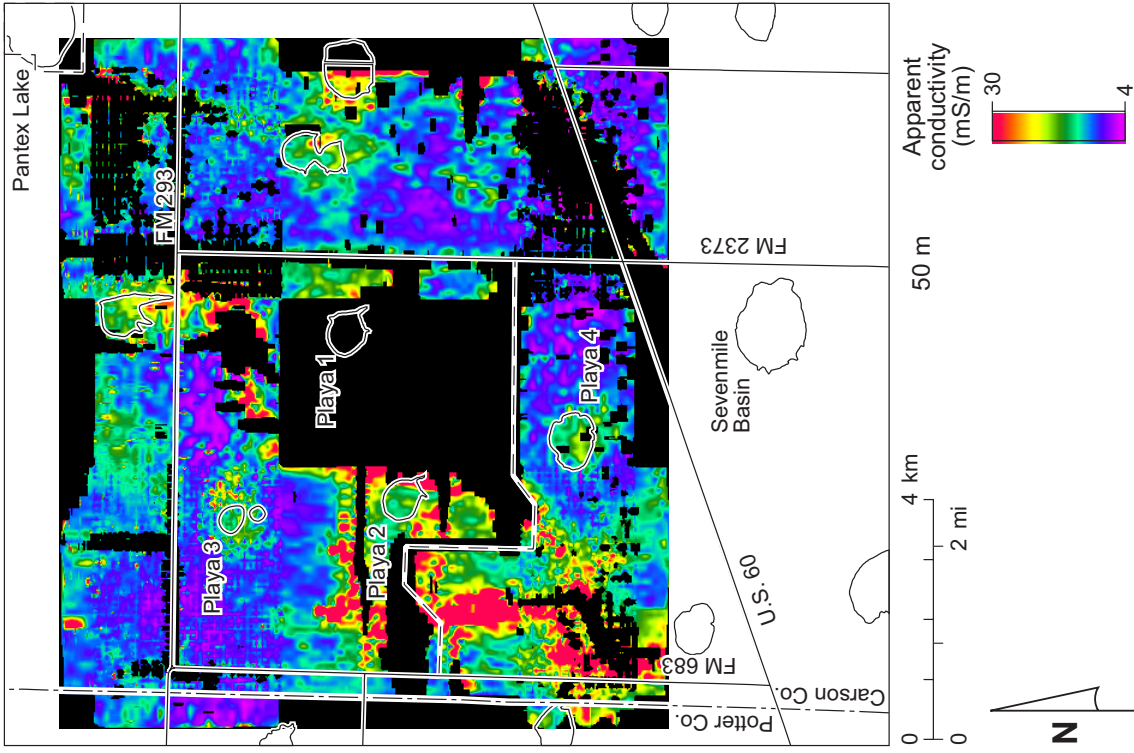 Pantex Lake
FM 293
Playa 3
Playa 1
Playa 2
Playa 4
FM 2373
FM 683
U.S. 60
Sevenmile
Basin
Potter Co.
Carson Co.
0 4 km
0 2 mi
50 m
N
Apparent
conductivity
(mS/m)
30
4